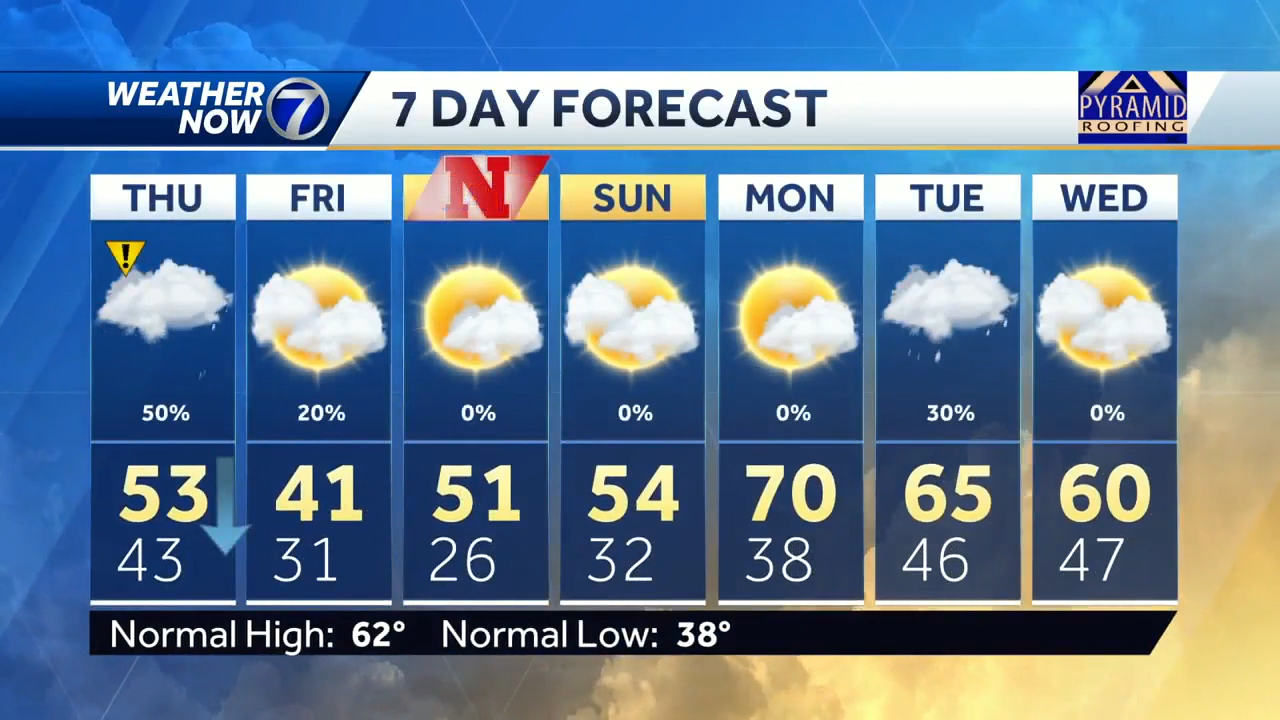 WEATHER
NOW 7
7 DAY FORECAST
PYRAMID
ROOFING
THU FRI N SUN MON TUE WED
!
50% 20% 0% 0% 0% 30% 0%
53 41 51 54 70 65 60
43 31 26 32 38 46 47
Normal High: 62° Normal Low: 38°